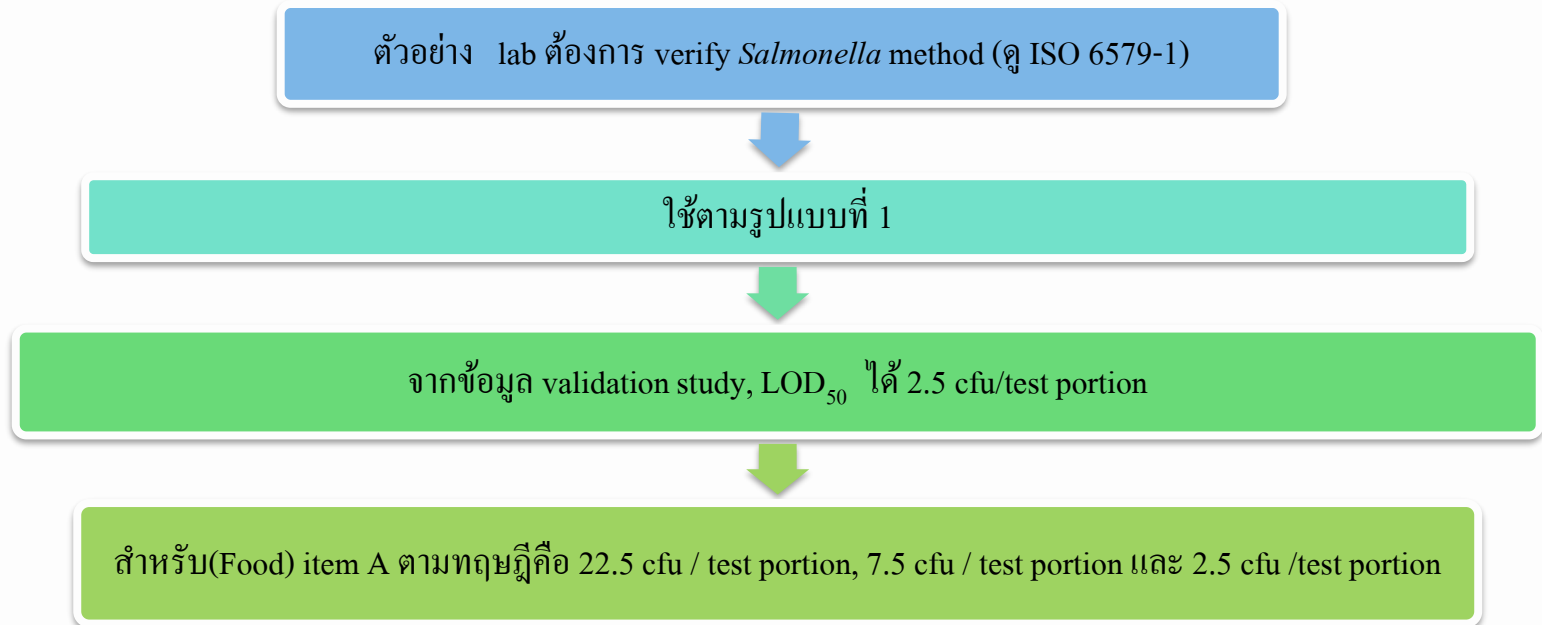 ตัวอย่าง lab ต้องการ verify Salmonella method (ดู ISO 6579-1)
ใช้ตามรูปแบบที่ 1
จากข้อมูล validation study, LOD50 ได้ 2.5 cfu/test portion
สำหรับ(Food) item A ตามทฤษฎีคือ 22.5 cfu / test portion, 7.5 cfu / test portion และ 2.5 cfu /test portion